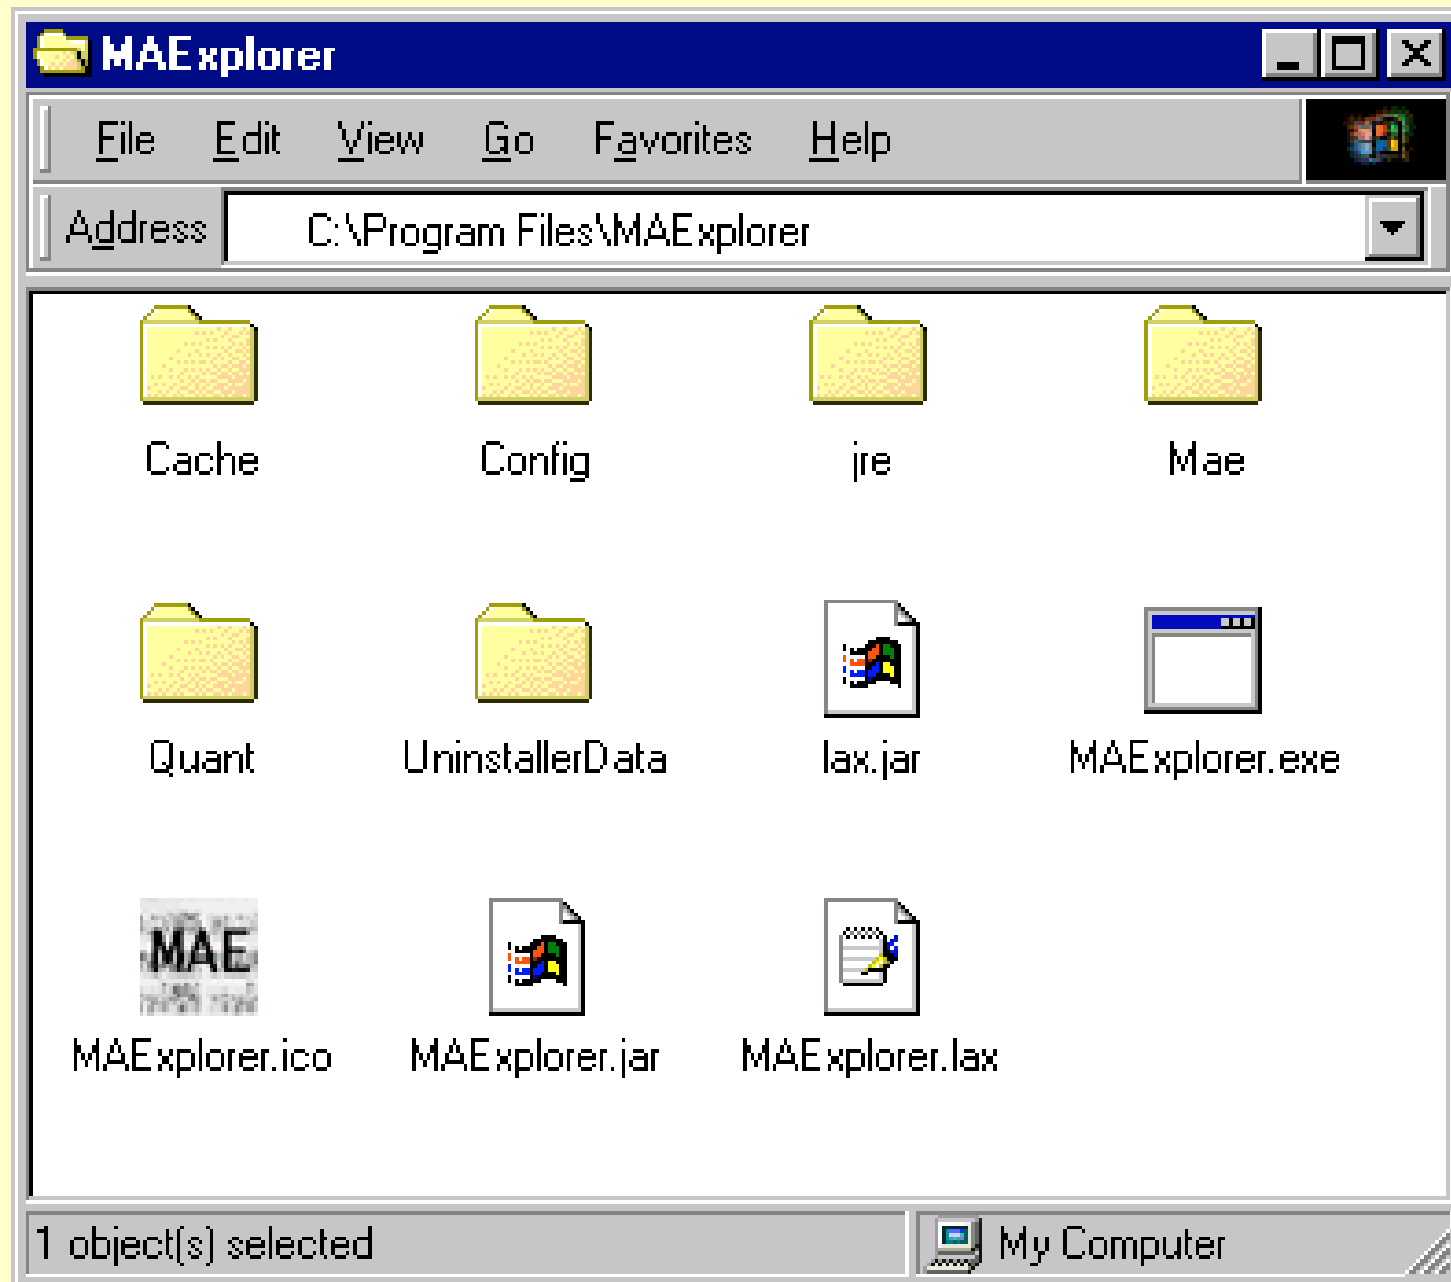 MAExplorer
File Edit View Go Favorites Help
Address C:\Program Files\MAExplorer
Cache Config jre Mae
Quant UninstallerData lax.jar MAExplorer.exe
MAE
MAExplorer.ico MAExplorer.jar MAExplorer.lax
1 object(s) selected My Computer